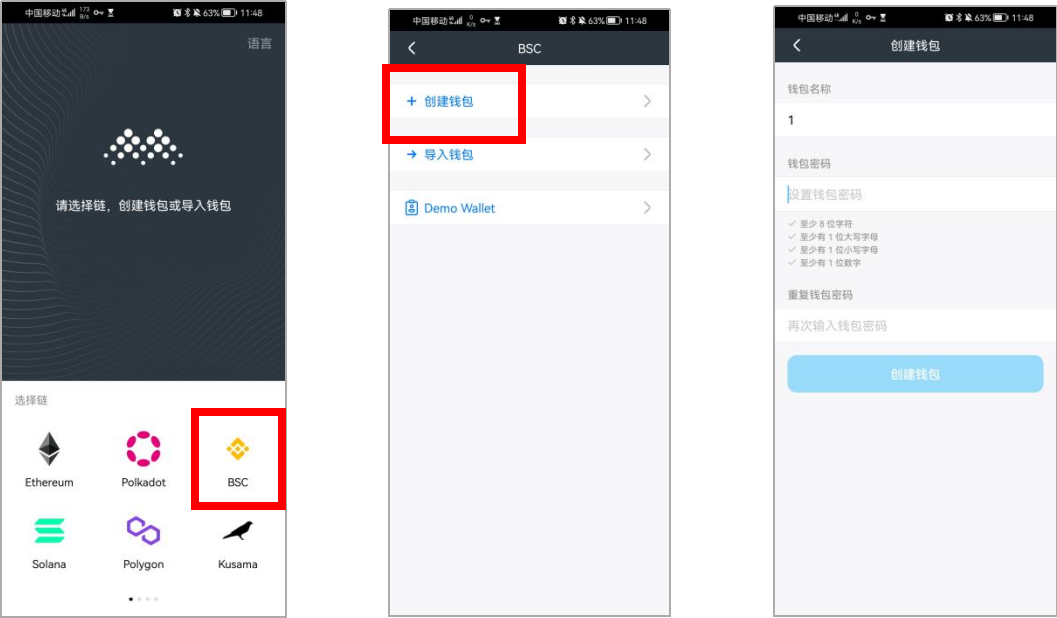 中国移动 4G 173 B/s 63% 11:48
语言
请选择链，创建钱包或导入钱包
选择链
Ethereum
Polkadot
BSC
Solana
Polygon
Kusama
中国移动 4G 0 K/s 63% 11:48
BSC
创建钱包
导入钱包
Demo Wallet
中国移动 4G 0 K/s 63% 11:48
创建钱包
钱包名称
1
钱包密码
设置钱包密码
至少 8 位字符
至少有 1 位大写字母
至少有 1 位小写字母
至少有 1 位数字
重复钱包密码
再次输入钱包密码
创建钱包